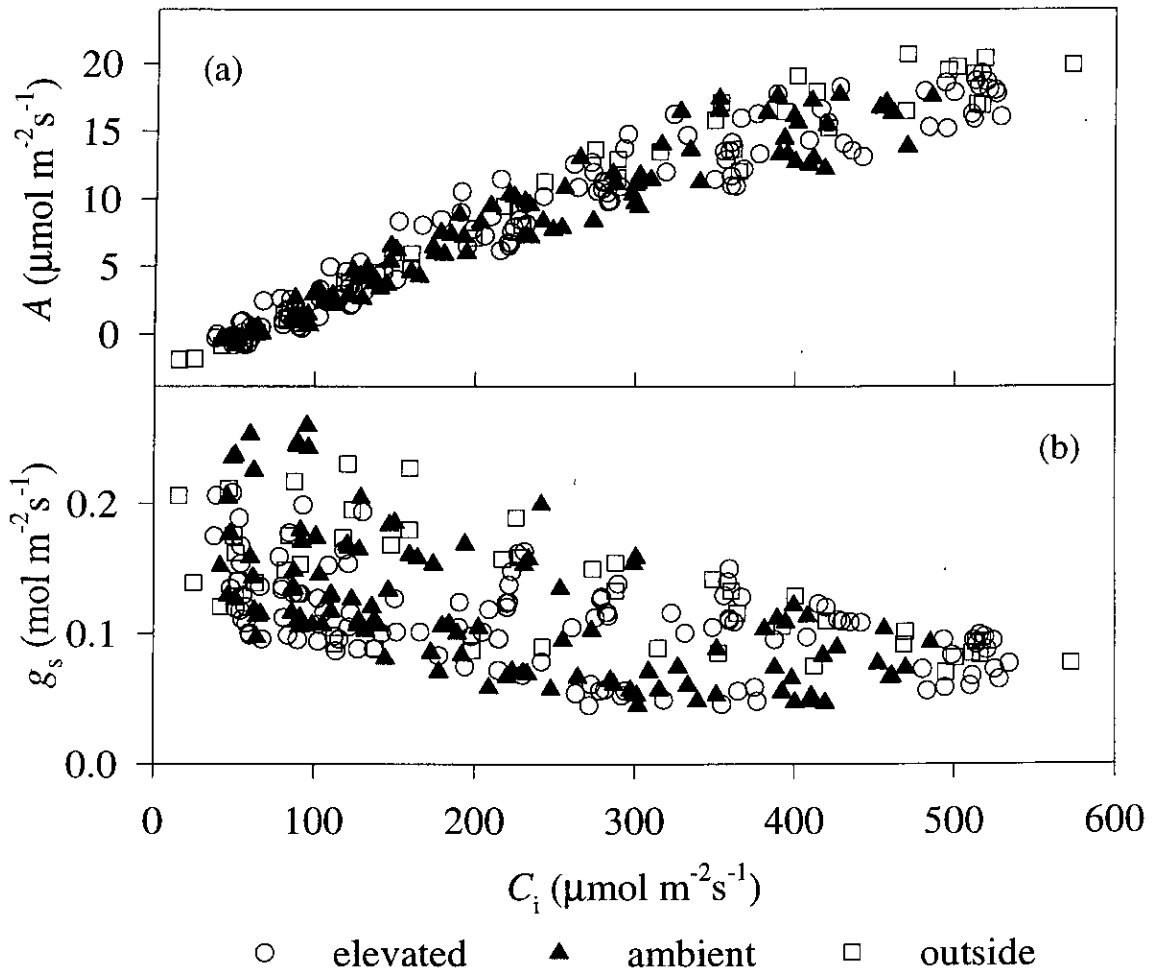 (a)
A (μmol m-2s-1)
20
15
10
5
0
(b)
gs (mol m-2s-1)
0.2
0.1
0.0
0 100 200 300 400 500 600
Ci (μmol m-2s-1)
elevated ambient outside